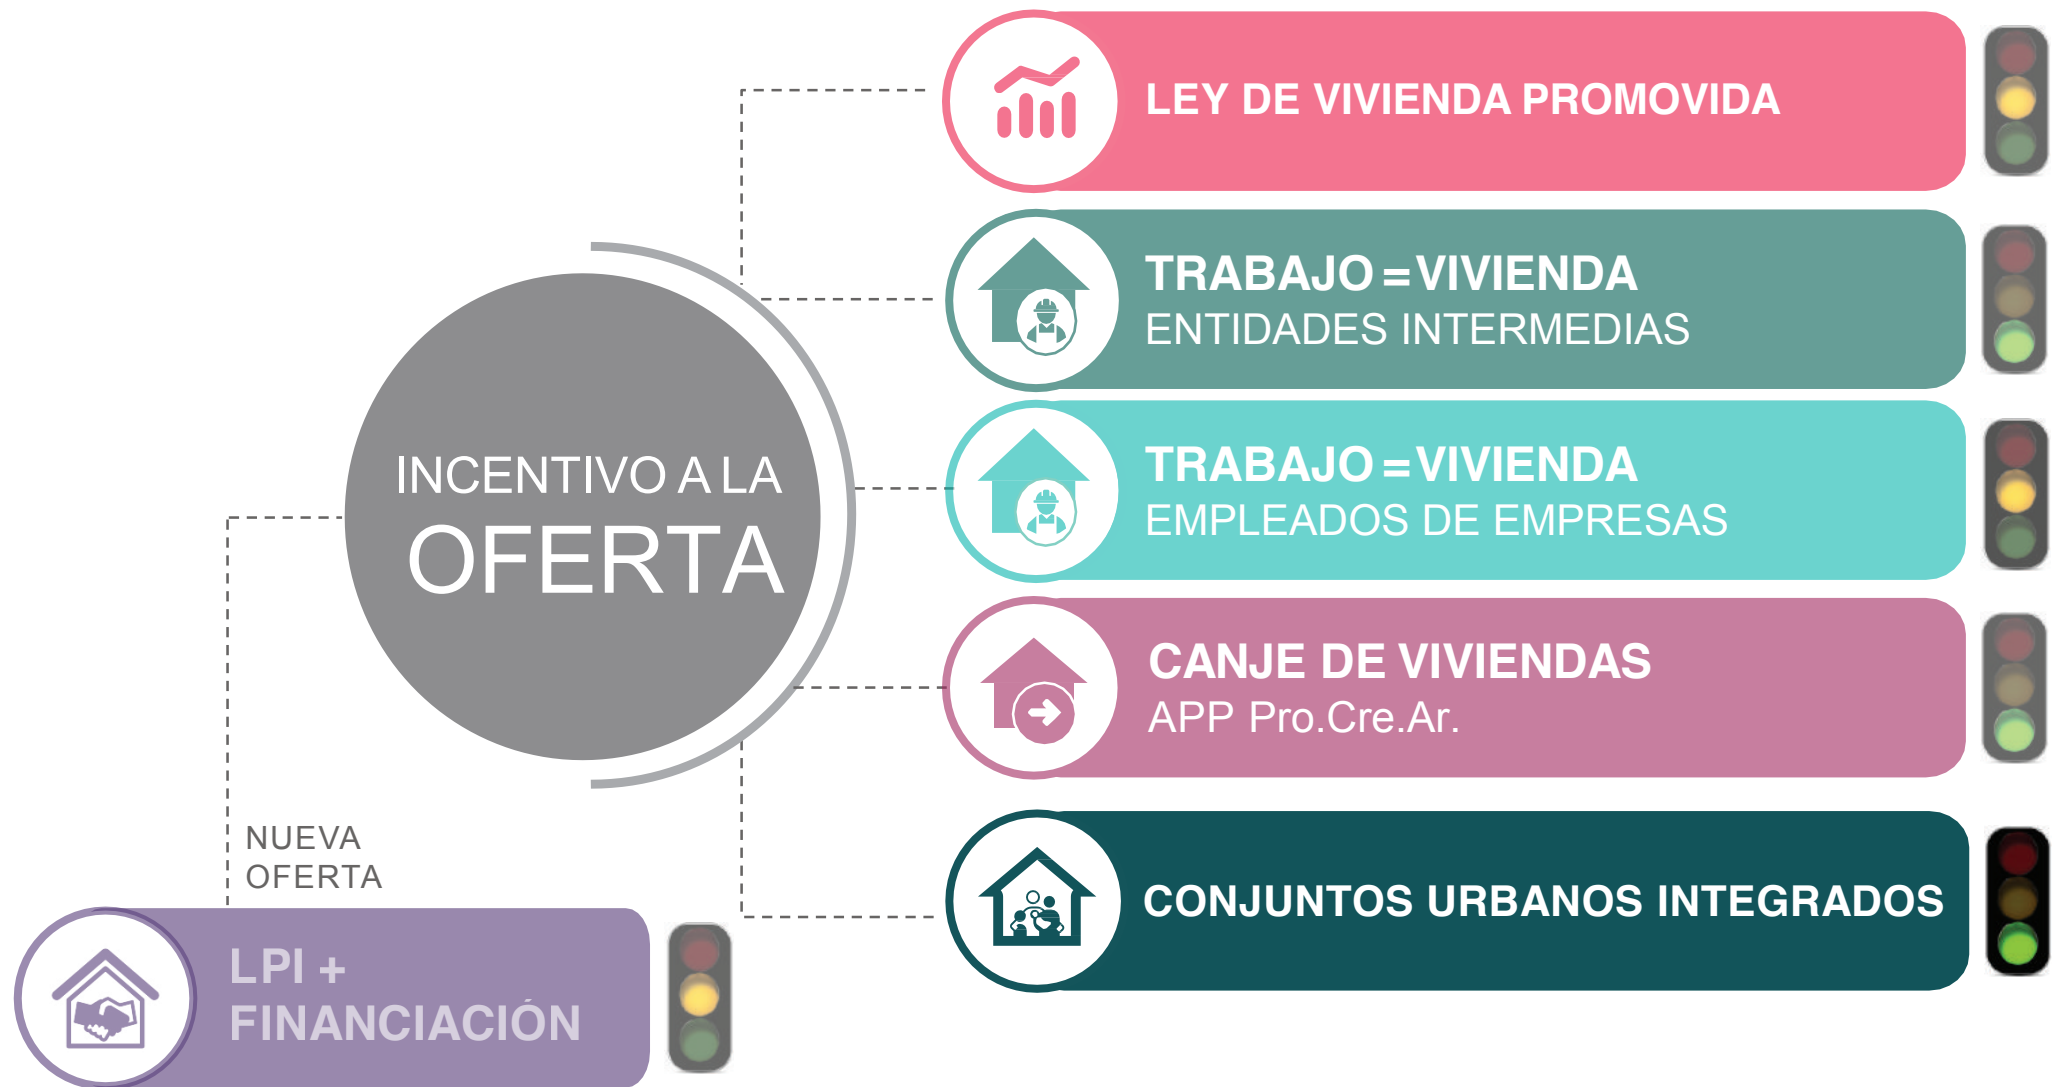 INCENTIVO A LA
OFERTA
LEY DE VIVIENDA PROMOVIDA
TRABAJO = VIVIENDA
ENTIDADES INTERMEDIAS
TRABAJO = VIVIENDA
EMPLEADOS DE EMPRESAS
CANJE DE VIVIENDAS
APP Pro.Cre.Ar.
CONJUNTOS URBANOS INTEGRADOS
NUEVA
OFERTA
LPI +
FINANCIACIÓN